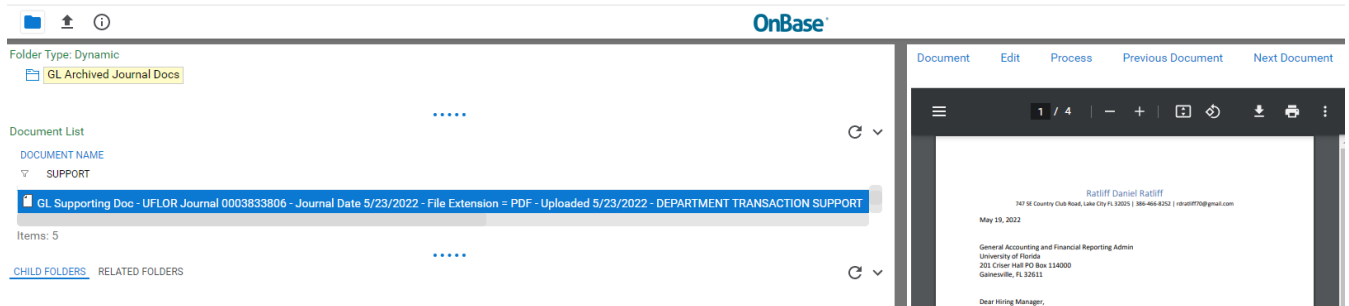 OnBase
Folder Type: Dynamic
GL Archived Journal Docs
Document List
DOCUMENT NAME
SUPPORT
GL Supporting Doc - UFLOR Journal 0003833806 - Journal Date 5/23/2022 - File Extension = PDF - Uploaded 5/23/2022 - DEPARTMENT TRANSACTION SUPPORT
Items: 5
CHILD FOLDERS RELATED FOLDERS
Document Edit Process Previous Document Next Document
1 / 4
Ratliff Daniel Ratliff
747 SE Country Club Road, Lake City FL 32025 | 386-466-8252 | rdratliff70@gmail.com
May 19, 2022
General Accounting and Financial Reporting Admin
University of Florida
201 Criser Hall PO Box 114000
Gainesville, FL 32611
Dear Hiring Manager,